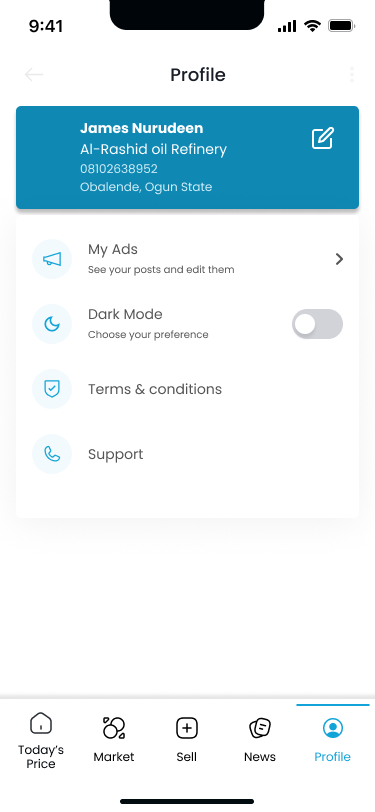 9:41
Profile
James Nurudeen
Al-Rashid oil Refinery
08102638952
Obalende, Ogun State
My Ads
See your posts and edit them
Dark Mode
Choose your preference
Terms & conditions
Support
Today's
Price
Market
Sell
News
Profile